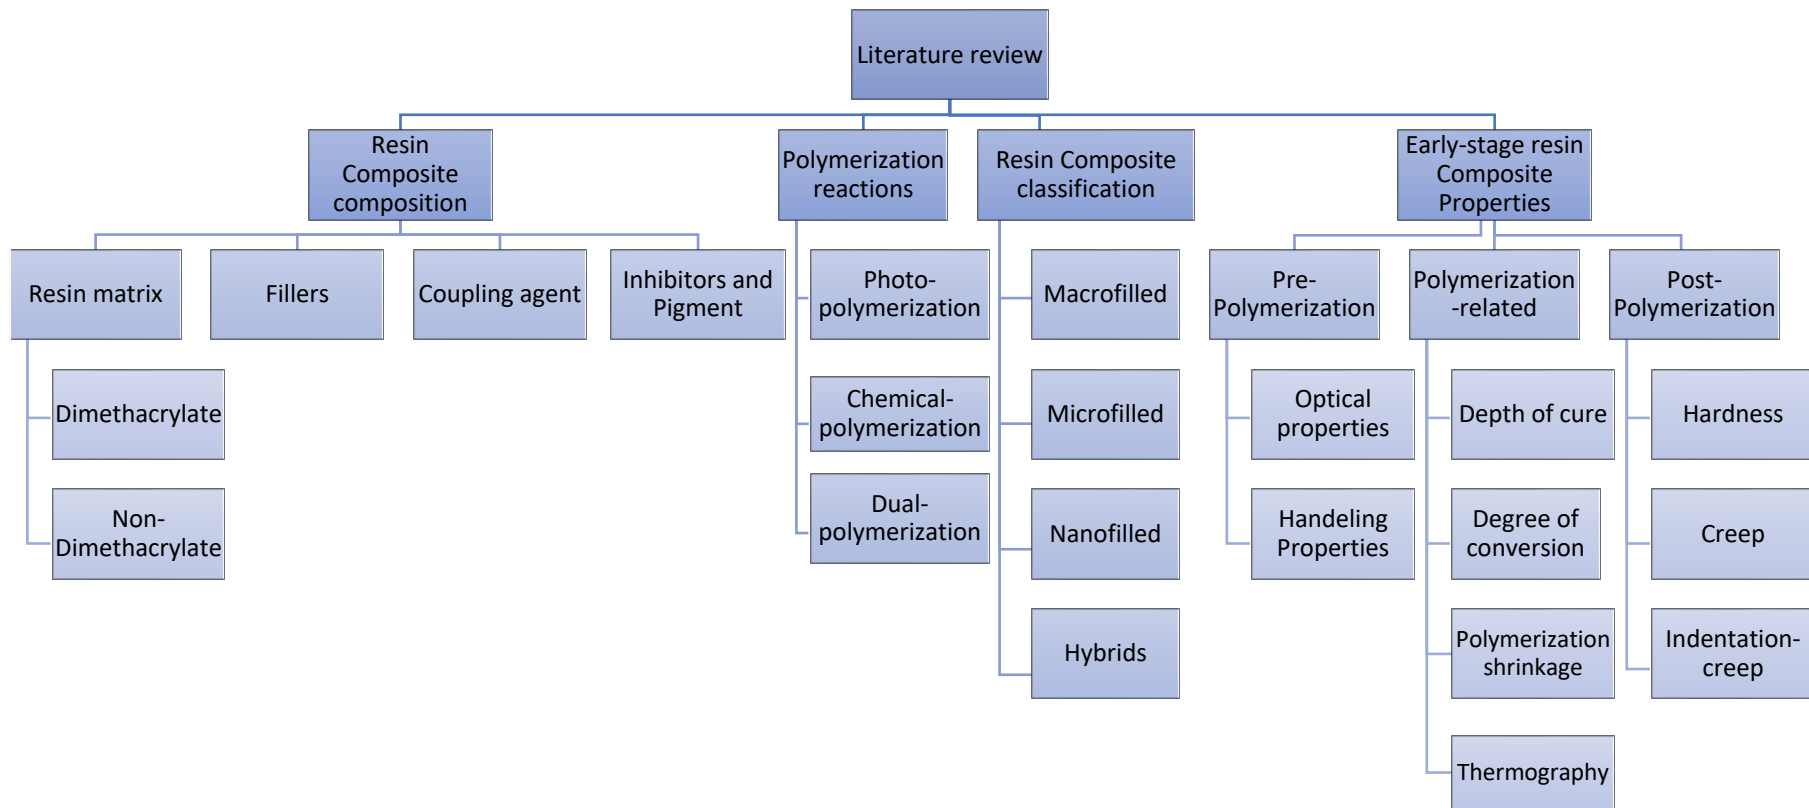 Literature review
Resin
Composite
composition
Polymerization
reactions
Resin Composite
classification
Early-stage resin
Composite
Properties
Resin matrix
Fillers
Coupling agent
Inhibitors and
Pigment
Photo-
polymerization
Macrofilled
Pre-
Polymerization
Polymerization
-related
Post-
Polymerization
Dimethacrylate
Chemical-
polymerization
Microfilled
Optical
properties
Depth of cure
Hardness
Non-
Dimethacrylate
Dual-
polymerization
Nanofilled
Handeling
Properties
Degree of
conversion
Creep
Hybrids
Polymerization
shrinkage
Indentation-
creep
Thermography